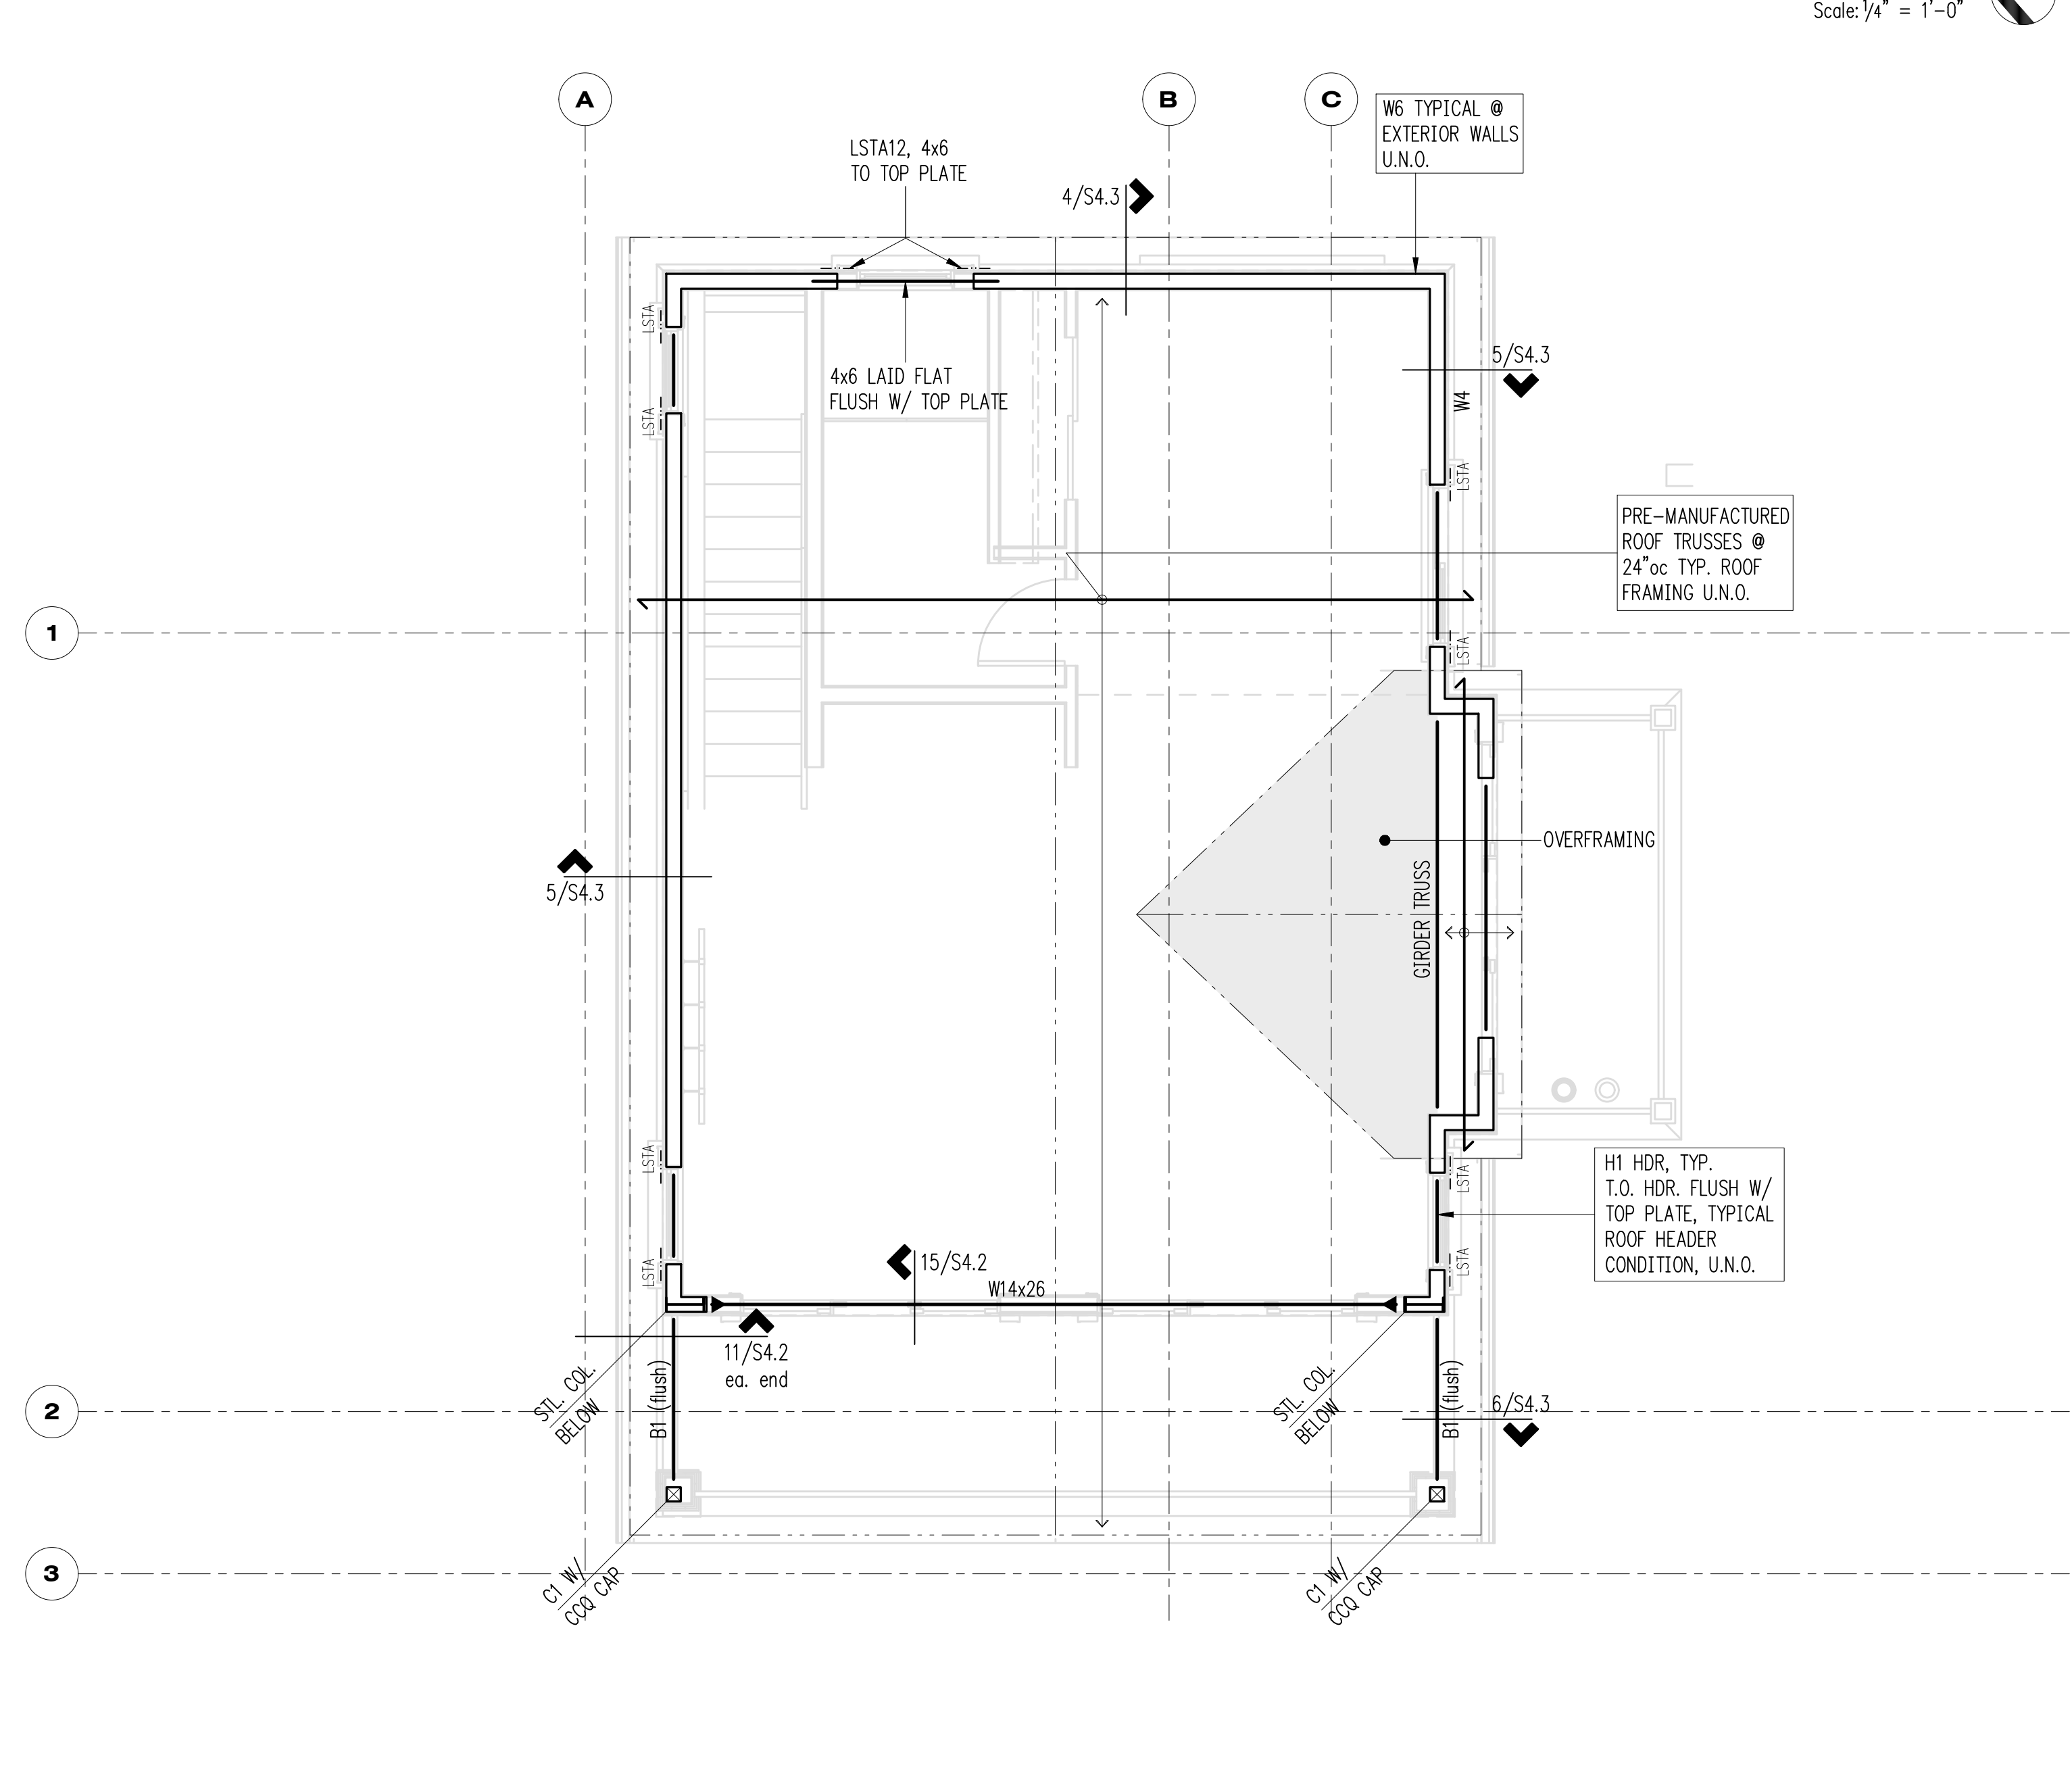 Scale: 1/4" = 1'-0"
A
B
C
W6 TYPICAL @
EXTERIOR WALLS
U.N.O.
LSTA12, 4x6
TO TOP PLATE
4/S4.3
LSTA
5/S4.3
4x6 LAID FLAT
FLUSH W/ TOP PLATE
W4
LSTA
LSTA
PRE-MANUFACTURED
ROOF TRUSSES @
24"oc TYP. ROOF
FRAMING U.N.O.
1
LSTA
OVERFRAMING
5/S4.3
GIRDER TRUSS
LSTA
LSTA
H1 HDR, TYP.
T.O. HDR. FLUSH W/
TOP PLATE, TYPICAL
ROOF HEADER
CONDITION, U.N.O.
LSTA
LSTA
15/S4.2
W14x26
11/S4.2
ea. end
STL. COL.
BELOW
B1 (flush)
STL. COL.
BELOW
B1 (flush)
6/S4.3
2
3
C1 W/
CCQ CAP
C1 W/
CCQ CAP